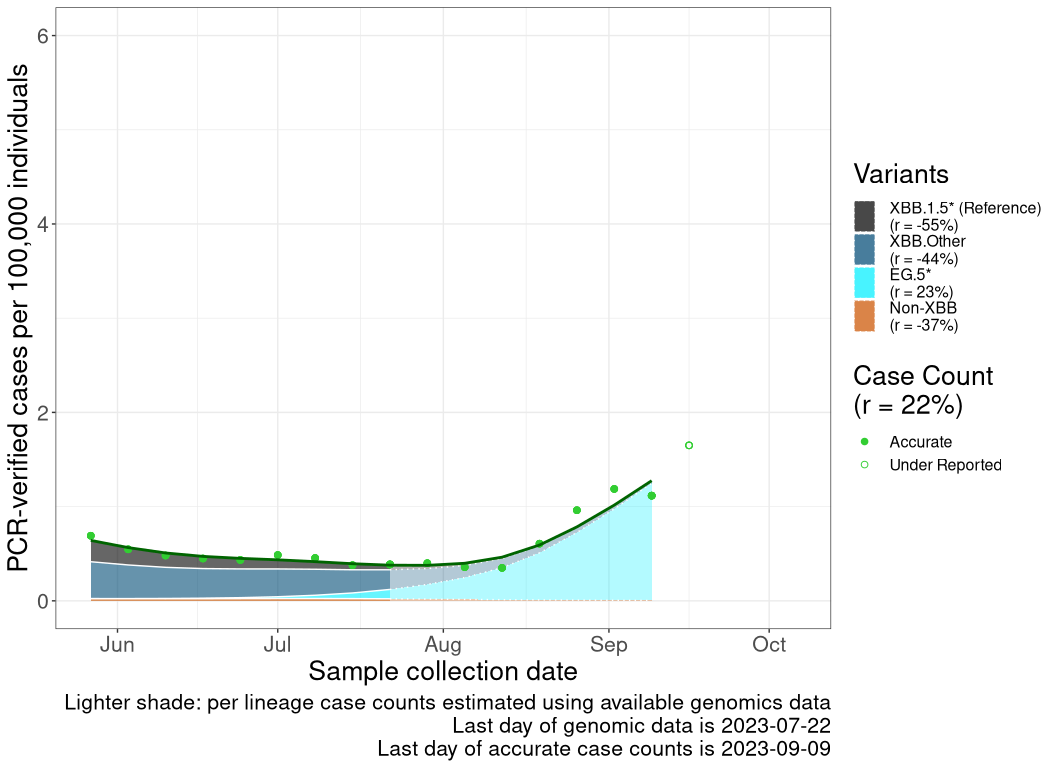 PCR-verified cases per 100,000 individuals
6
4
2
0
Jun Jul Aug Sep Oct
Sample collection date
Lighter shade: per lineage case counts estimated using available genomics data
Last day of genomic data is 2023-07-22
Last day of accurate case counts is 2023-09-09
Variants
XBB.1.5* (Reference)
(r = -55%)
XBB.Other
(r = -44%)
EG.5*
(r = 23%)
Non-XBB
(r = -37%)
Case Count
(r = 22%)
Accurate
Under Reported